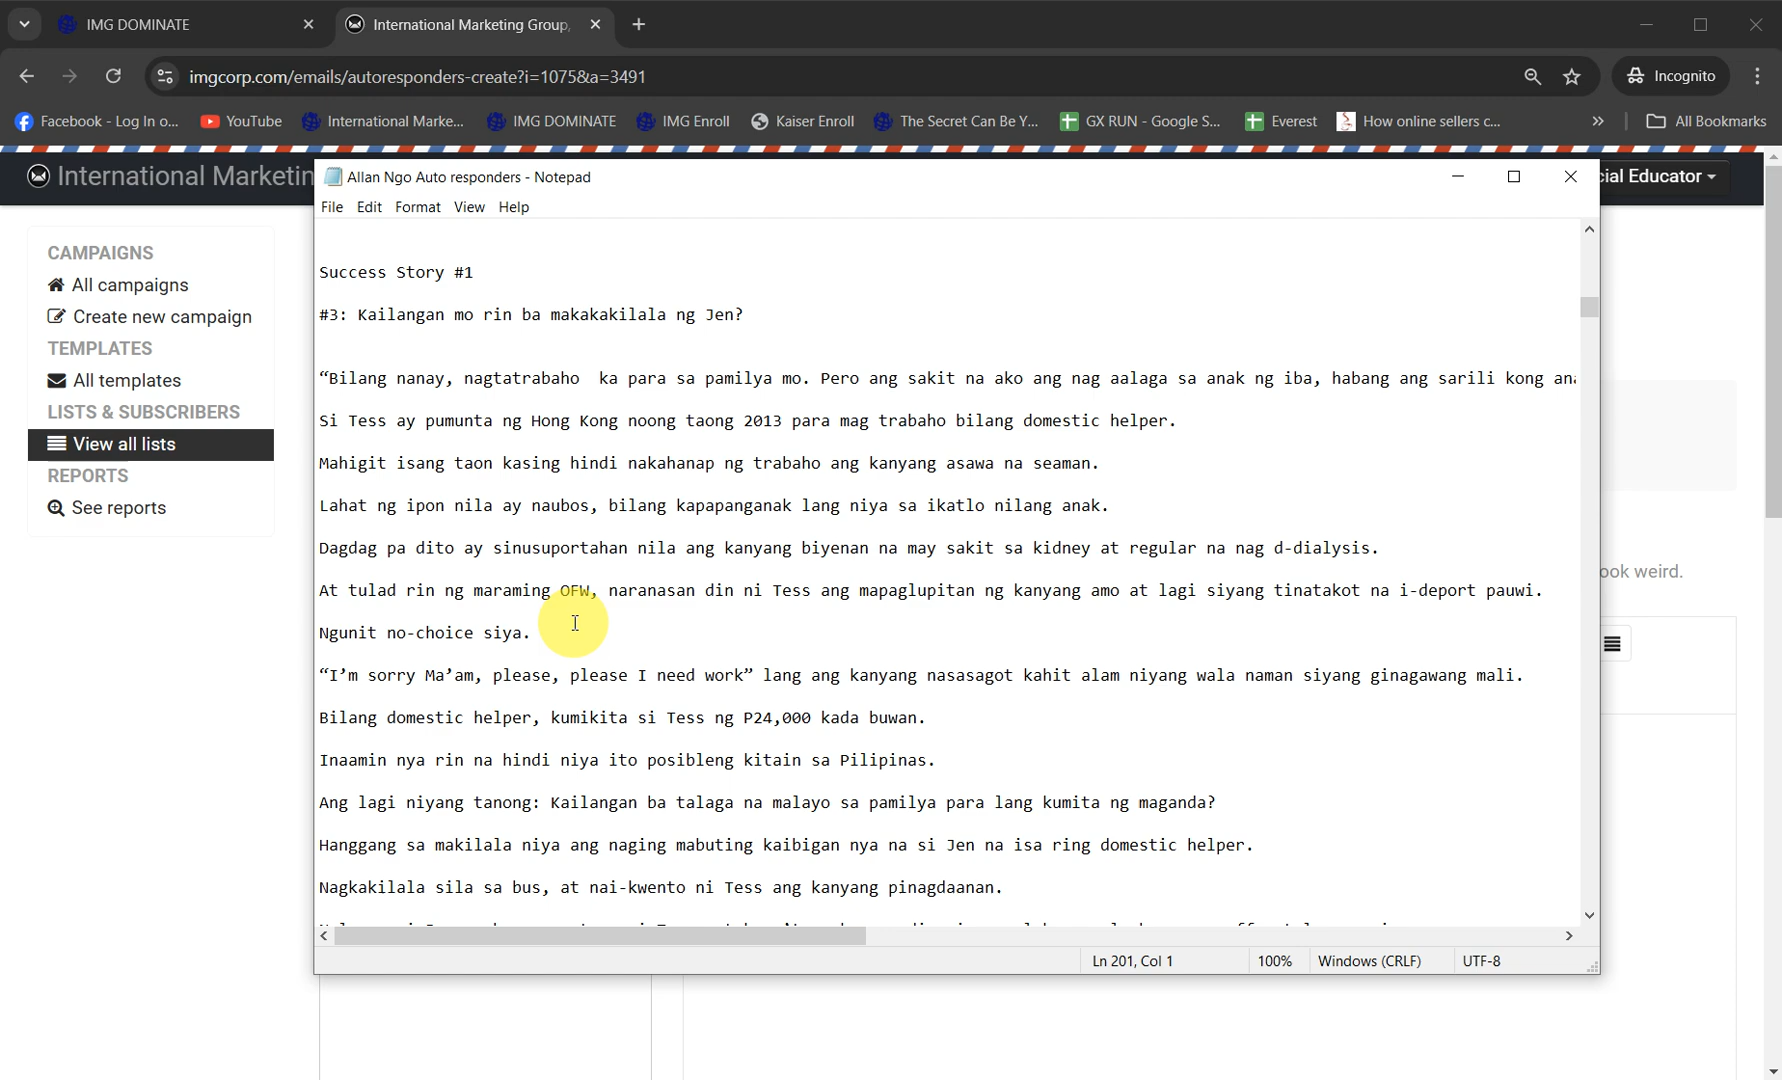 IMG DOMINATE
International Marketing Group,
imgcorp.com/emails/autoresponders-create?i=1075&a=3491
Incognito
Facebook - Log In o...
YouTube
International Marke...
IMG DOMINATE
IMG Enroll
Kaiser Enroll
The Secret Can Be Y...
GX RUN - Google S...
Everest
How online sellers c...
»
All Bookmarks
International Marketin
cial Educator
CAMPAIGNS
All campaigns
Create new campaign
TEMPLATES
All templates
LISTS & SUBSCRIBERS
View all lists
REPORTS
See reports
Allan Ngo Auto responders - Notepad
File Edit Format View Help
Success Story #1
#3: Kailangan mo rin ba makakakilala ng Jen?
“Bilang nanay, nagtatrabaho  ka para sa pamilya mo. Pero ang sakit na ako ang nag aalaga sa anak ng iba, habang ang sarili kong
Si Tess ay pumunta ng Hong Kong noong taong 2013 para mag trabaho bilang domestic helper.
Mahigit isang taon kasing hindi nakahanap ng trabaho ang kanyang asawa na seaman.
Lahat ng ipon nila ay naubos, bilang kapapanganak lang niya sa ikatlo nilang anak.
Dagdag pa dito ay sinusuportahan nila ang kanyang biyenan na may sakit sa kidney at regular na nag d-dialysis.
At tulad rin ng maraming OFW, naranasan din ni Tess ang mapaglupitan ng kanyang amo at lagi siyang tinatakot na i-deport pauwi.
Ngunit no-choice siya.
“I’m sorry Ma’am, please, please I need work” lang ang kanyang nasasagot kahit alam niyang wala naman siyang ginagawang mali.
Bilang domestic helper, kumikita si Tess ng P24,000 kada buwan.
Inaamin nya rin na hindi niya ito posibleng kitain sa Pilipinas.
Ang lagi niyang tanong: Kailangan ba talaga na malayo sa pamilya para lang kumita ng maganda?
Hanggang sa makilala niya ang naging mabuting kaibigan nya na si Jen na isa ring domestic helper.
Nagkakilala sila sa bus, at nai-kwento ni Tess ang kanyang pinagdaanan.
ook weird.
Ln 201, Col 1
100%
Windows (CRLF)
UTF-8